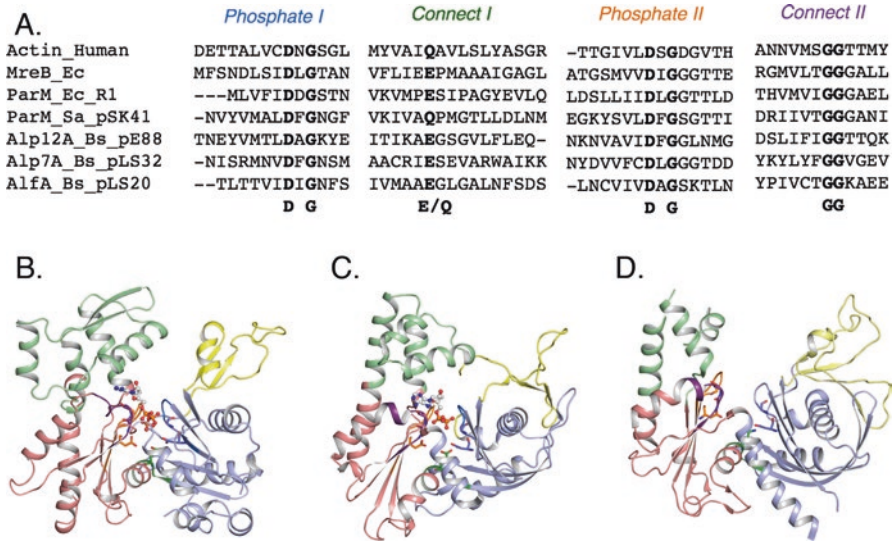 A.
Phosphate I Connect I Phosphate II Connect II
Actin_Human DETTALVCDNGSGL MYVAIQAVLSLYASGR -TTGIVLDSGDGVTH ANNVMSGGTTMY
MreB_Ec MFSNDLSIDLGTAN VFLIEEPMAAAIGAGL ATGSMVVDIGGGTTE RGMVLTGGGALL
ParM_Ec_R1 ---MLVFIDDGSTN VKVMPESIPAGYEVLQ LDSLLIIDLGGTTLD THVMVIGGGAEL
ParM_Sa_pSK41 -NVYVMALDFGNGF VKIVAQPMGTLLDLNM EGKYSVLDFGSGTTI DRIIVTGGGANI
Alp12A_Bs_pE88 TNEYVMTLDAGKYE ITIKAEGSGVLFLEQ- NKNVAVIDFGGLNMG DSLIFIGGTTQK
Alp7A_Bs_pLS32 -NISRMNVDFGNSM AACRIESEVARWAIKK NYDVVFCDLGGGTDD YKYLYFGGVGEV
AlfA_Bs_pLS20 --TLTTVIDIGNFS IVMAAEGLGALNFSDS -LNCVIVDAGSKTLN YPIVCTGGKAEE
D G E/Q D G GG
B. C. D.